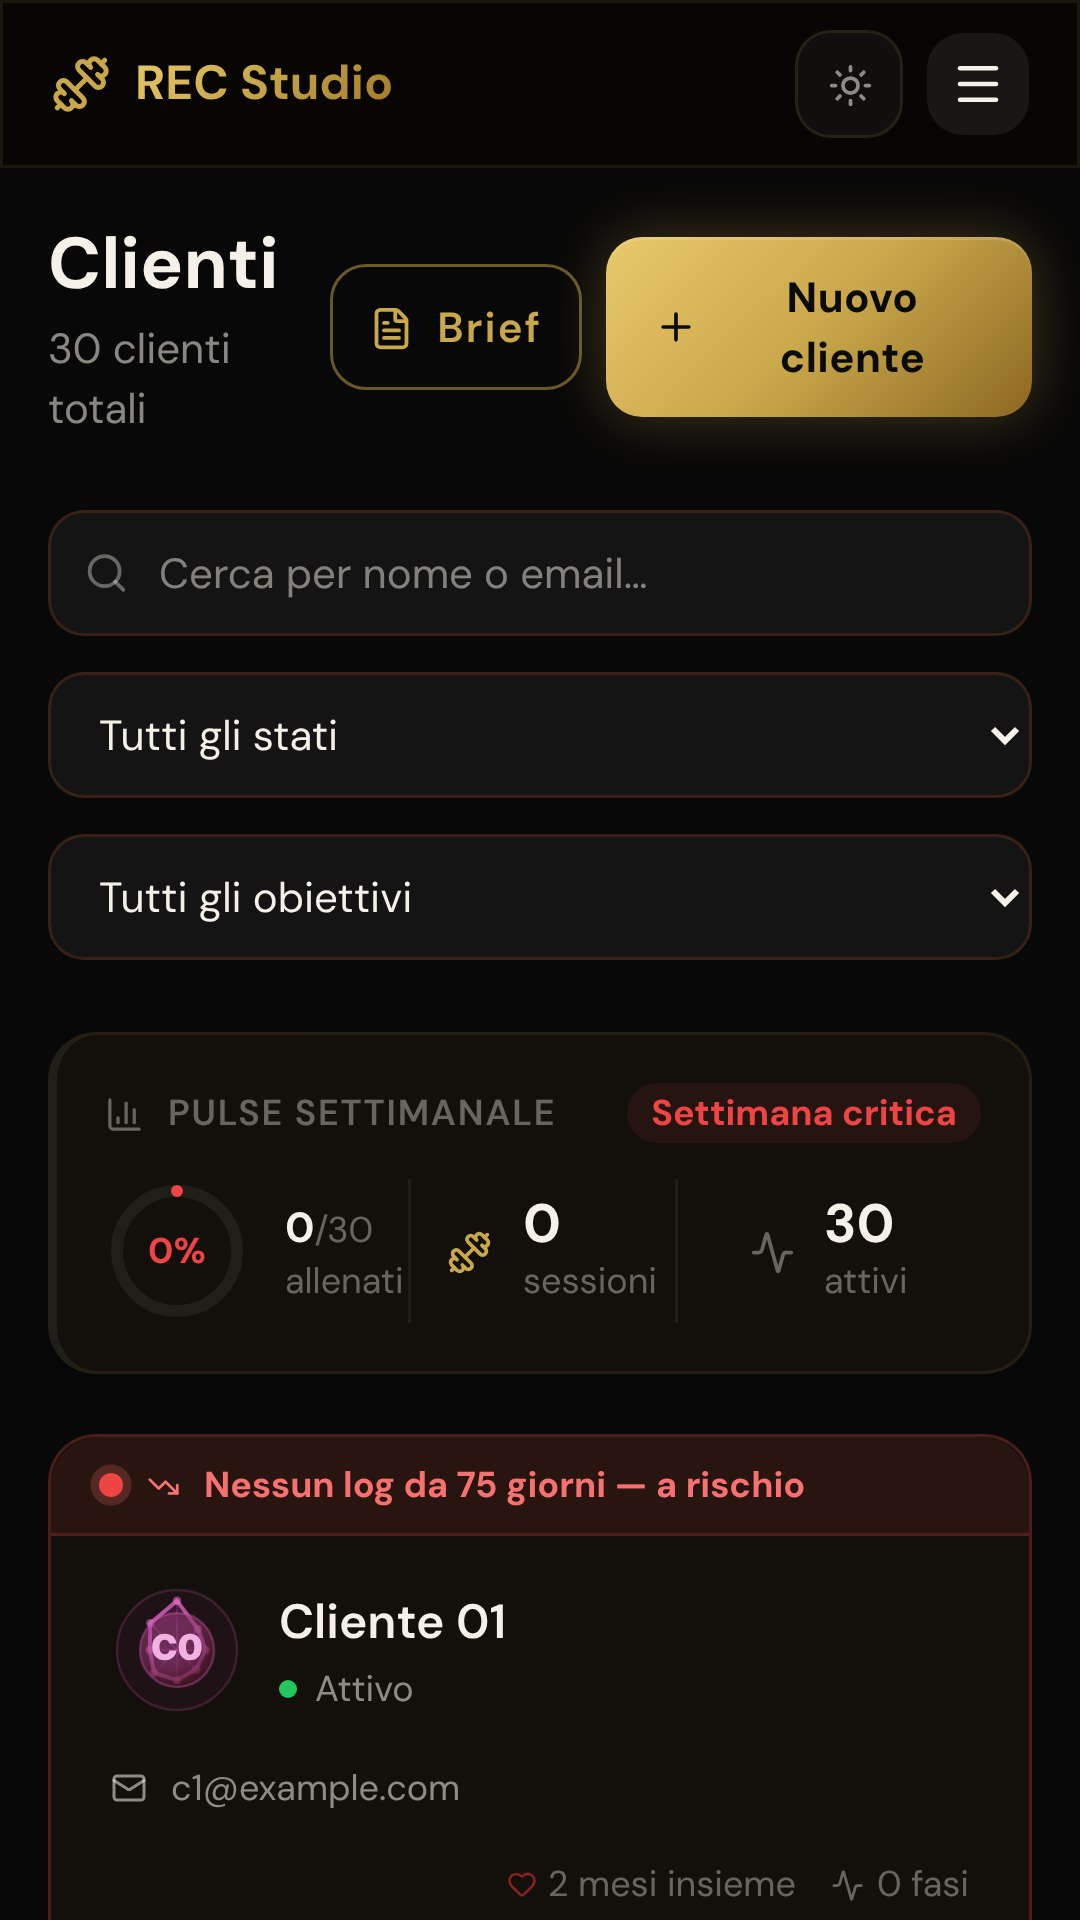 REC Studio
Clienti
30 clienti
totali
Brief
Nuovo
cliente
Cerca per nome o email...
Tutti gli stati
Tutti gli obiettivi
PULSE SETTIMANALE
Settimana critica
0%
0/30
allenati
0
sessioni
30
attivi
Nessun log da 75 giorni — a rischio
C0
Cliente 01
Attivo
c1@example.com
2 mesi insieme
0 fasi